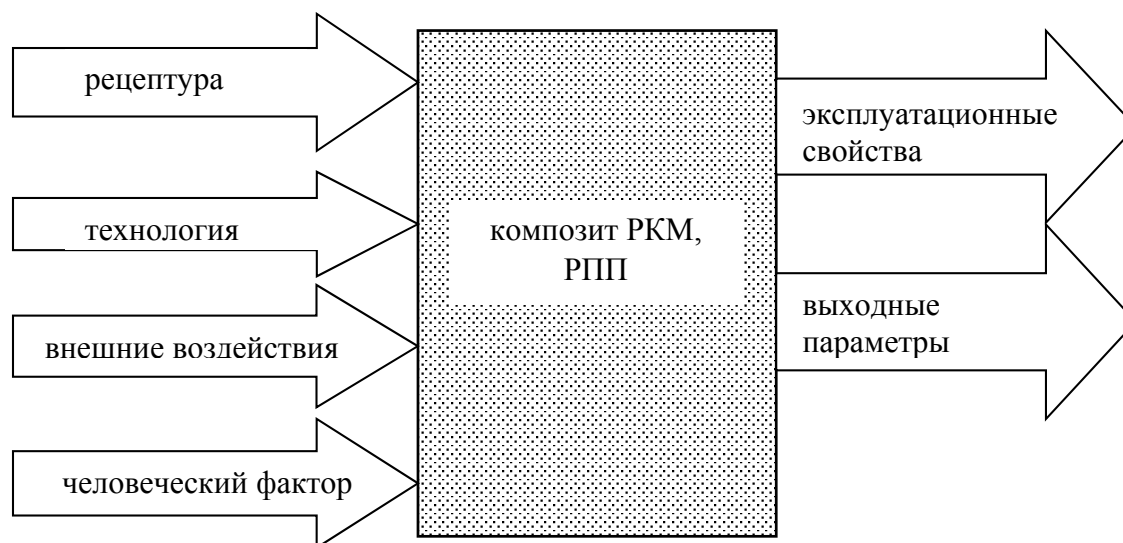 рецептура
технология
внешние воздействия
человеческий фактор
композит РКМ,
РПП
эксплуатационные
свойства
выходные
параметры